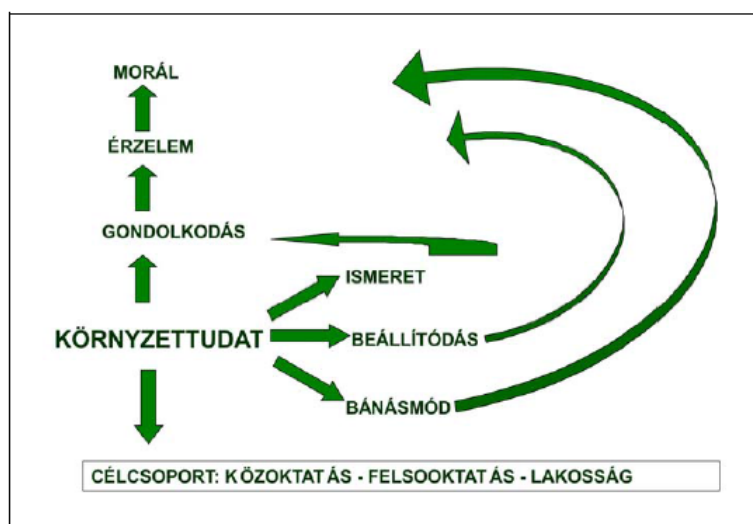 MORÁL
ÉRZELEM
GONDOLKODÁS
ISMERET
KÖRNYZETTUDAT
BEÁLLÍTÓDÁS
BÁNÁSMÓD
CÉLCSOPORT: KÖZOKTATÁS - FELSOOKTATÁS - LAKOSSÁG